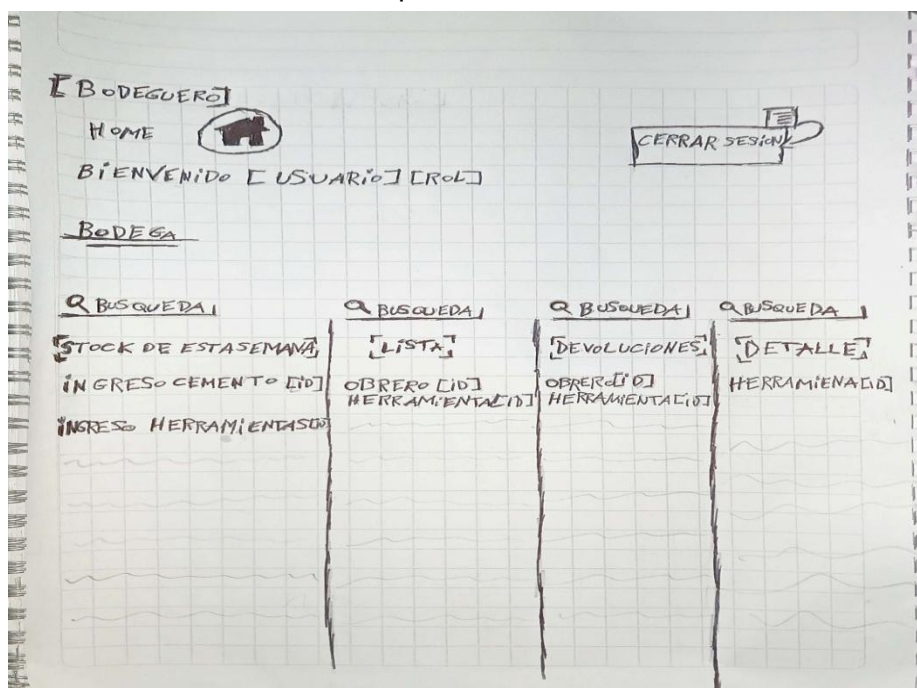 [BODEGUERO]
HOME
CERRAR SESIÓN
BIENVENIDO [USUARIO] [ROL]
BODEGA
BUSQUEDA
[STOCK DE ESTA SEMANA]
INGRESO CEMENTO [ID]
INGRESO HERRAMIENTAS[ID]
BUSQUEDA
[LISTA]
OBRERO [ID]
HERRAMIENTA[ID]
BUSQUEDA
[DEVOLUCIONES]
OBRERO[ID]
HERRAMIENTA[ID]
BUSQUEDA
[DETALLE]
HERRAMIENA[ID]